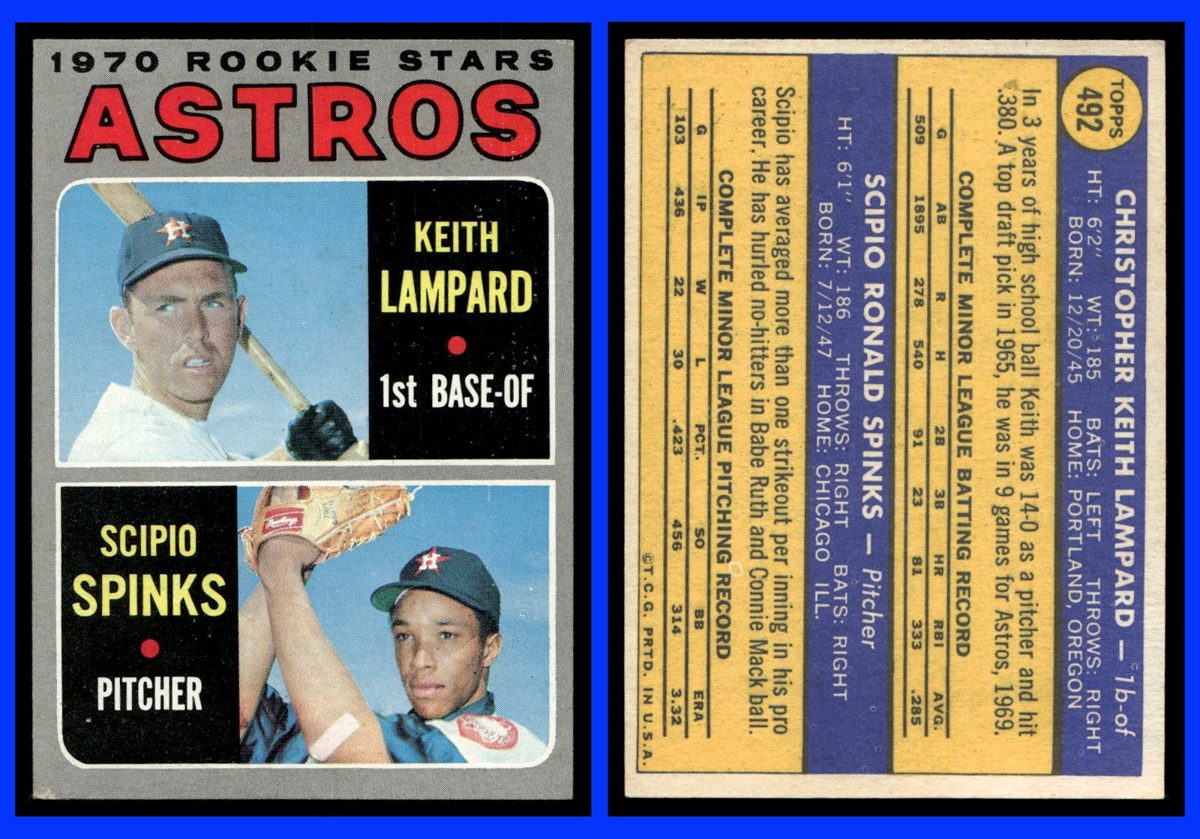 1970 ROOKIE STARS
ASTROS
KEITH
LAMPARD
1st BASE-OF
SCIPIO
SPINKS
PITCHER
H
H
Rawlings
TOPPS
492
CHRISTOPHER KEITH LAMPARD — 1b-of
HT: 6'2" WT: 185 BATS: LEFT THROWS: RIGHT
BORN: 12/20/45 HOME: PORTLAND, OREGON
In 3 years of high school ball Keith was 14-0 as a pitcher and hit
.380. A top draft pick in 1965, he was in 9 games for Astros, 1969.
COMPLETE MINOR LEAGUE BATTING RECORD
G AB R H 2B 3B HR RBI AVG.
509 1895 278 540 91 23 81 333 .285
SCIPIO RONALD SPINKS — Pitcher
HT: 6'1" WT: 186 THROWS: RIGHT BATS: RIGHT
BORN: 7/12/47 HOME: CHICAGO ILL.
Scipio has averaged more than one strikeout per inning in his pro
career. He has hurled no-hitters in Babe Ruth and Connie Mack ball.
COMPLETE MINOR LEAGUE PITCHING RECORD
G IP W L PCT. SO BB ERA
103 436 22 30 .423 456 314 3.32
©T.C.G. PRTD. IN U.S.A.